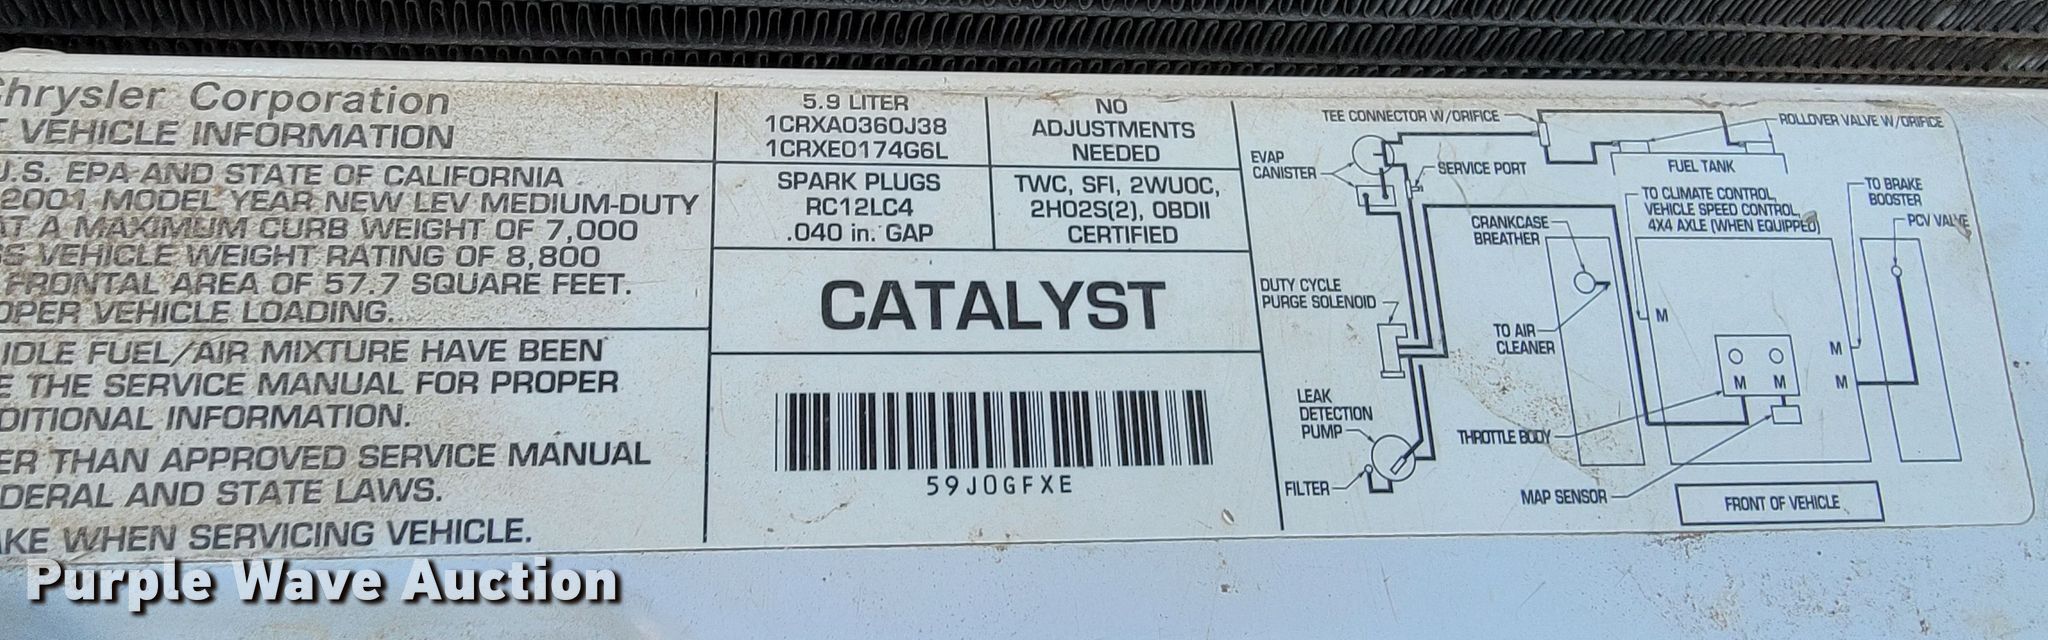 Chrysler Corporation
VEHICLE INFORMATION
U.S. EPA AND STATE OF CALIFORNIA
2001 MODEL YEAR NEW LEV MEDIUM-DUTY
AT A MAXIMUM CURB WEIGHT OF 7,000
VEHICLE WEIGHT RATING OF 8,800
FRONTAL AREA OF 57.7 SQUARE FEET.
VEHICLE LOADING.
IDLE FUEL/AIR MIXTURE HAVE BEEN
THE SERVICE MANUAL FOR PROPER
INFORMATION.
THAN APPROVED SERVICE MANUAL
AND STATE LAWS.
WHEN SERVICING VEHICLE.
5.9 LITER
1CRXA0360J38
1CRXE0174G6L
NO
ADJUSTMENTS
NEEDED
SPARK PLUGS
RC12LC4
.040 in. GAP
TWC, SFI, 2WUOC,
2HO2S(2), OBDII
CERTIFIED
CATALYST
59J0GFXE
TEE CONNECTOR W/ORIFICE
ROLLOVER VALVE W/ORIFICE
EVAP
CANISTER
SERVICE PORT
FUEL TANK
TO CLIMATE CONTROL,
VEHICLE SPEED CONTROL,
4X4 AXLE (WHEN EQUIPPED)
TO BRAKE
BOOSTER
PCV VALVE
CRANKCASE
BREATHER
DUTY CYCLE
PURGE SOLENOID
TO AIR
CLEANER
M
M
M
M
M
LEAK
DETECTION
PUMP
THROTTLE BODY
FILTER
MAP SENSOR
FRONT OF VEHICLE
Purple Wave Auction